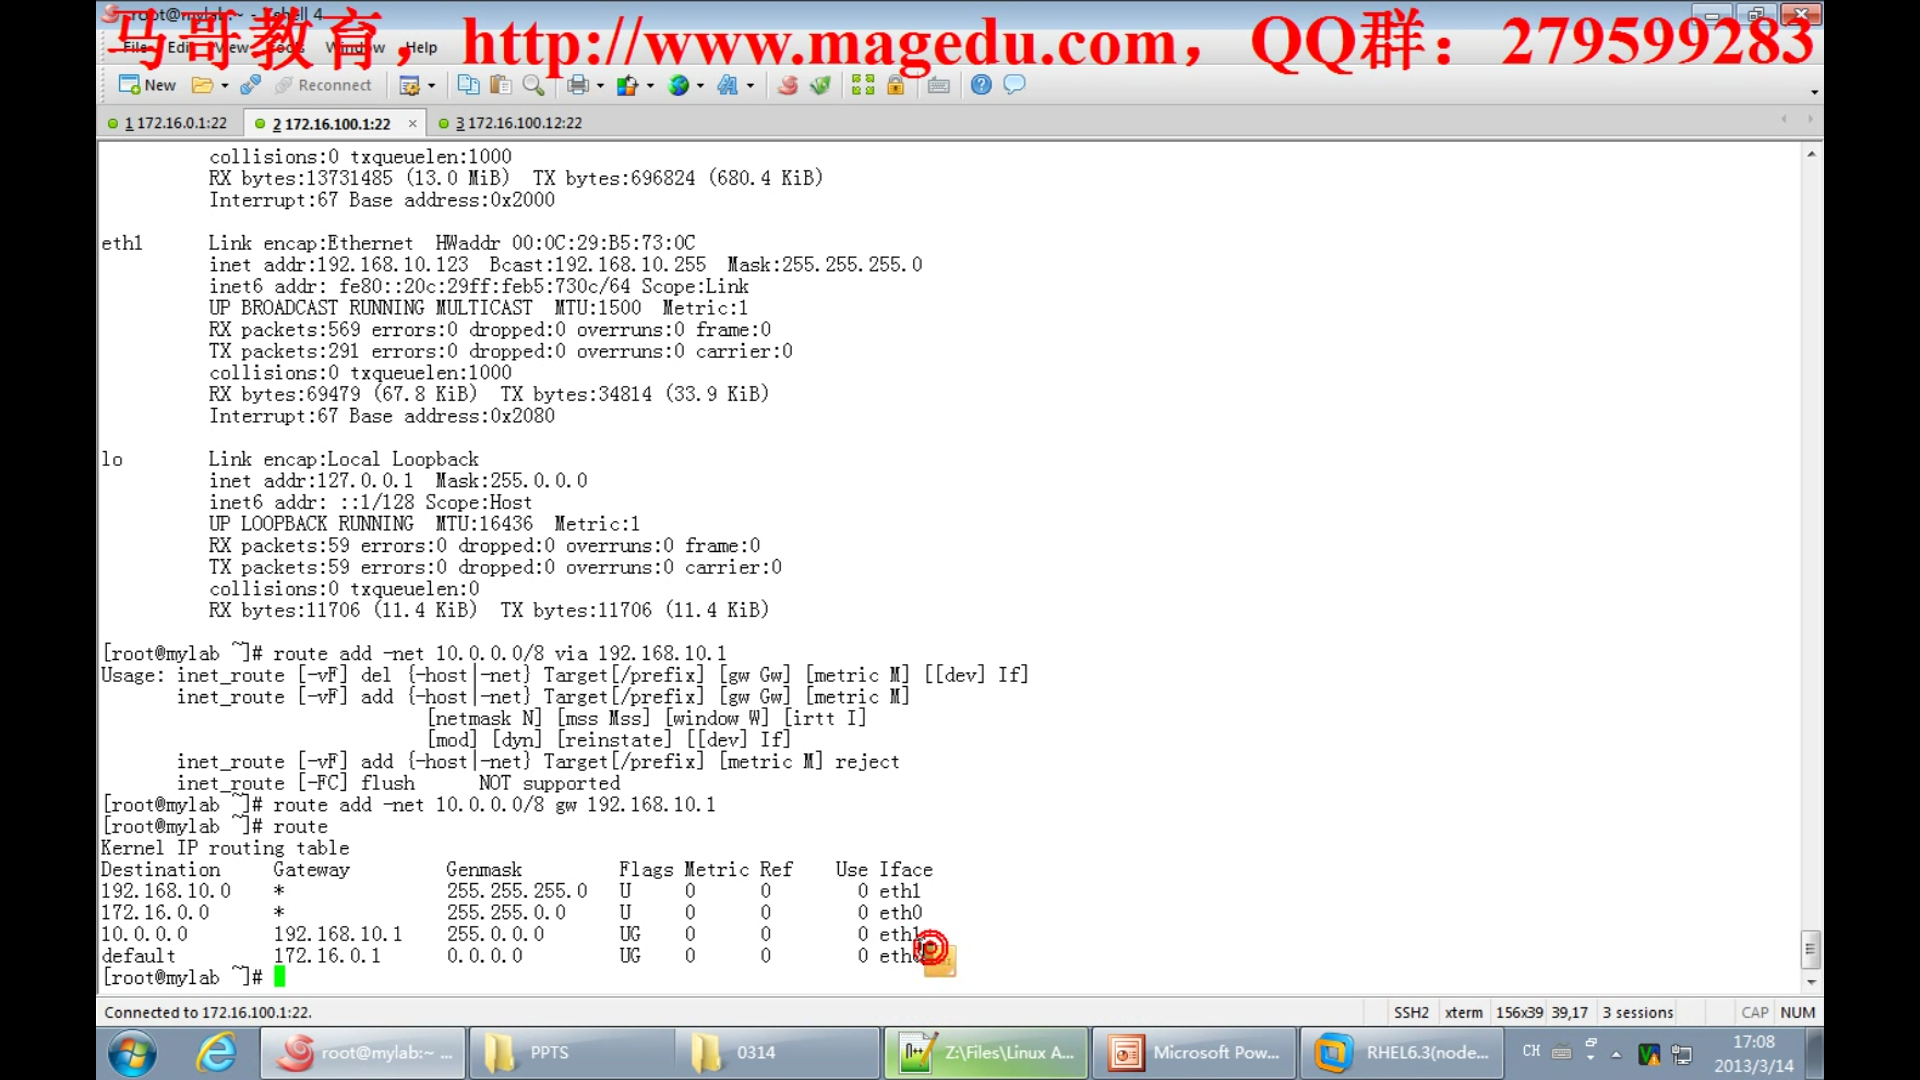 root@mylab:~ - Xshell 4
马哥教育，http://www.magedu.com，QQ群：279599283
File Edit View Tools Window Help
New Reconnect
1 172.16.0.1:22 2 172.16.100.1:22 3 172.16.100.12:22
collisions:0 txqueuelen:1000
RX bytes:13731485 (13.0 MiB)  TX bytes:696824 (680.4 KiB)
Interrupt:67 Base address:0x2000
eth1      Link encap:Ethernet  HWaddr 00:0C:29:B5:73:0C
inet addr:192.168.10.123  Bcast:192.168.10.255  Mask:255.255.255.0
inet6 addr: fe80::20c:29ff:feb5:730c/64 Scope:Link
UP BROADCAST RUNNING MULTICAST  MTU:1500  Metric:1
RX packets:569 errors:0 dropped:0 overruns:0 frame:0
TX packets:291 errors:0 dropped:0 overruns:0 carrier:0
collisions:0 txqueuelen:1000
RX bytes:69479 (67.8 KiB)  TX bytes:34814 (33.9 KiB)
Interrupt:67 Base address:0x2080
lo        Link encap:Local Loopback
inet addr:127.0.0.1  Mask:255.0.0.0
inet6 addr: ::1/128 Scope:Host
UP LOOPBACK RUNNING  MTU:16436  Metric:1
RX packets:59 errors:0 dropped:0 overruns:0 frame:0
TX packets:59 errors:0 dropped:0 overruns:0 carrier:0
collisions:0 txqueuelen:0
RX bytes:11706 (11.4 KiB)  TX bytes:11706 (11.4 KiB)
[root@mylab ~]# route add -net 10.0.0.0/8 via 192.168.10.1
Usage: inet_route [-vF] del {-host|-net} Target[/prefix] [gw Gw] [metric M] [[dev] If]
inet_route [-vF] add {-host|-net} Target[/prefix] [gw Gw] [metric M]
[netmask N] [mss Mss] [window W] [irtt I]
[mod] [dyn] [reinstate] [[dev] If]
inet_route [-vF] add {-host|-net} Target[/prefix] [metric M] reject
inet_route [-FC] flush      NOT supported
[root@mylab ~]# route add -net 10.0.0.0/8 gw 192.168.10.1
[root@mylab ~]# route
Kernel IP routing table
Destination     Gateway         Genmask         Flags Metric Ref    Use Iface
192.168.10.0    *               255.255.255.0   U     0      0        0 eth1
172.16.0.0      *               255.255.0.0     U     0      0        0 eth0
10.0.0.0        192.168.10.1    255.0.0.0       UG    0      0        0 eth1
default         172.16.0.1      0.0.0.0         UG    0      0        0 eth0
[root@mylab ~]#
Connected to 172.16.100.1:22. SSH2 xterm 156x39 39,17 3 sessions CAP NUM
root@mylab:~ ... PPTS 0314 Z:\Files\Linux A... Microsoft Pow... RHEL6.3(node... CH 17:08
2013/3/14